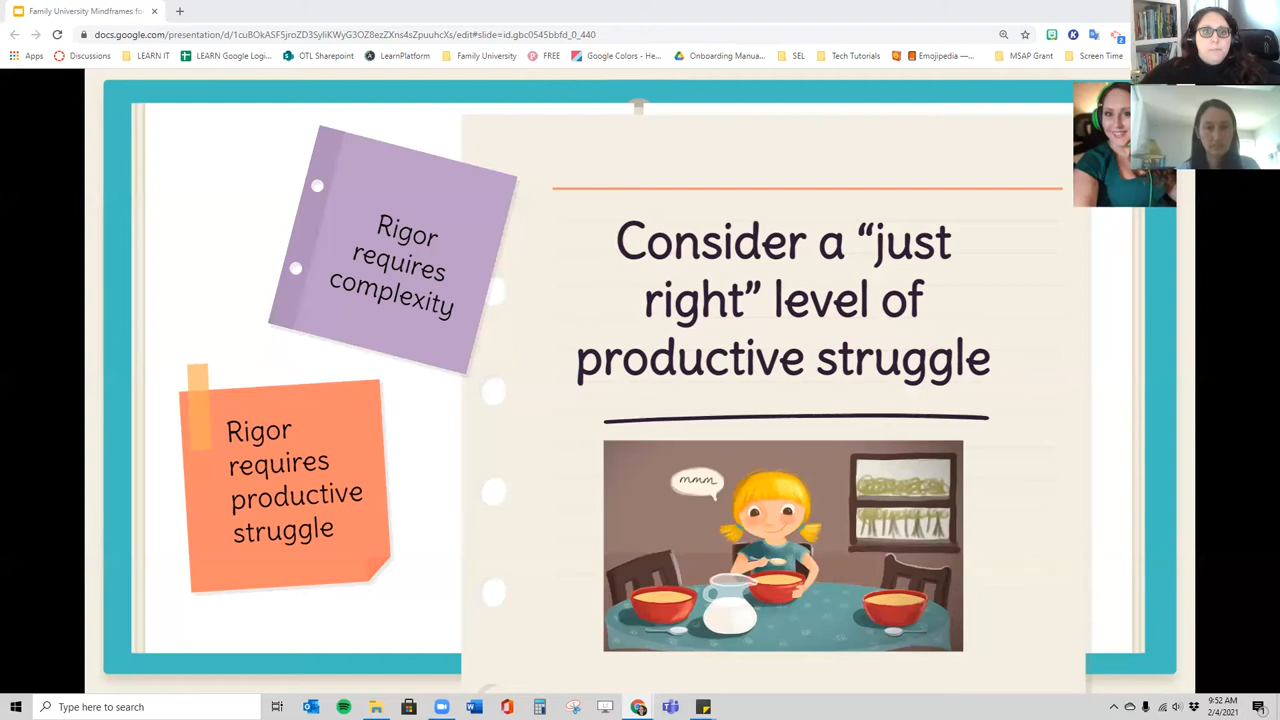 Family University Mindframes fo
docs.google.com/presentation/d/1cuBOkASF5jroZD3SyliKWyG3OZ8ezZXns4sZpuuhcXs/edit#slide=id.gbb0545bbfd_0_440
Apps
Discussions
LEARN IT
LEARN Google Logi...
OTL Sharepoint
LearnPlatform
Family University
FREE
Google Colors - He...
Onboarding Manua...
SEL
Tech Tutorials
Emojipedia —...
MSAP Grant
Screen Time
Rigor
requires
complexity
Rigor
requires
productive
struggle
Consider a “just
right” level of
productive struggle
mmm
Type here to search
9:52 AM
2/4/2021